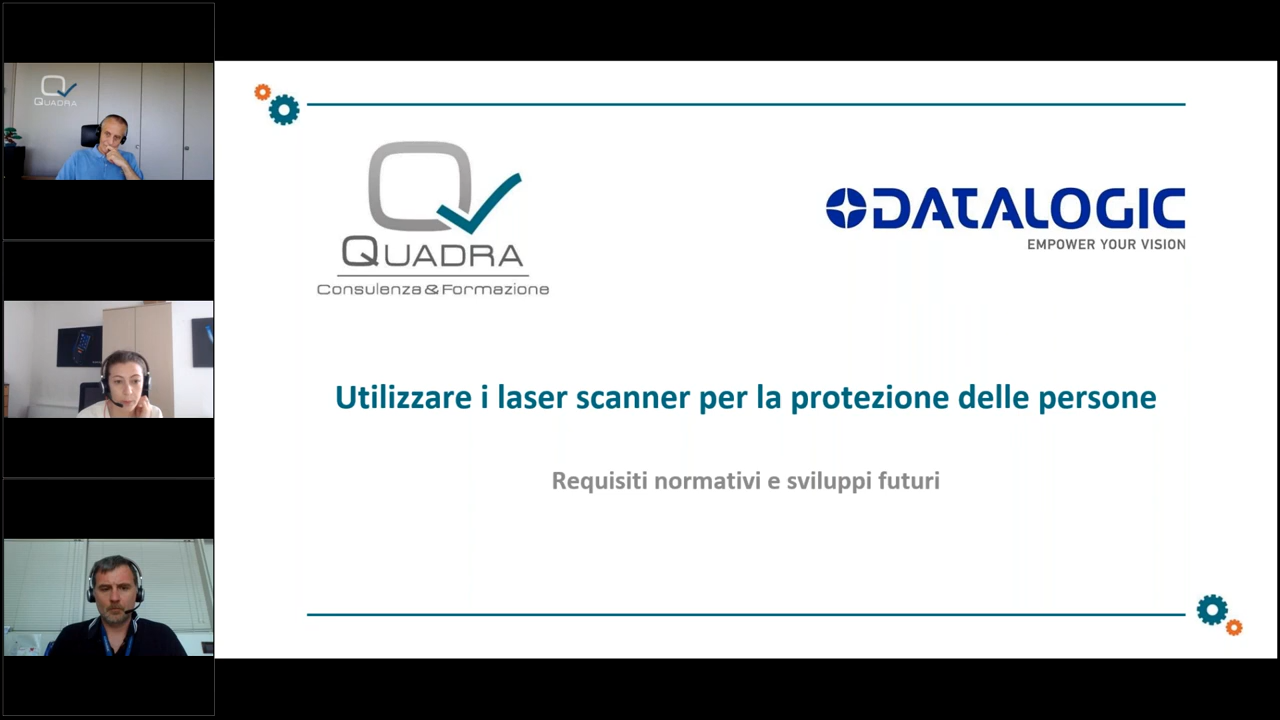 QUADRA
QUADRA
Consulenza&Formazione
DATALOGIC
EMPOWER YOUR VISION
Utilizzare i laser scanner per la protezione delle persone
Requisiti normativi e sviluppi futuri